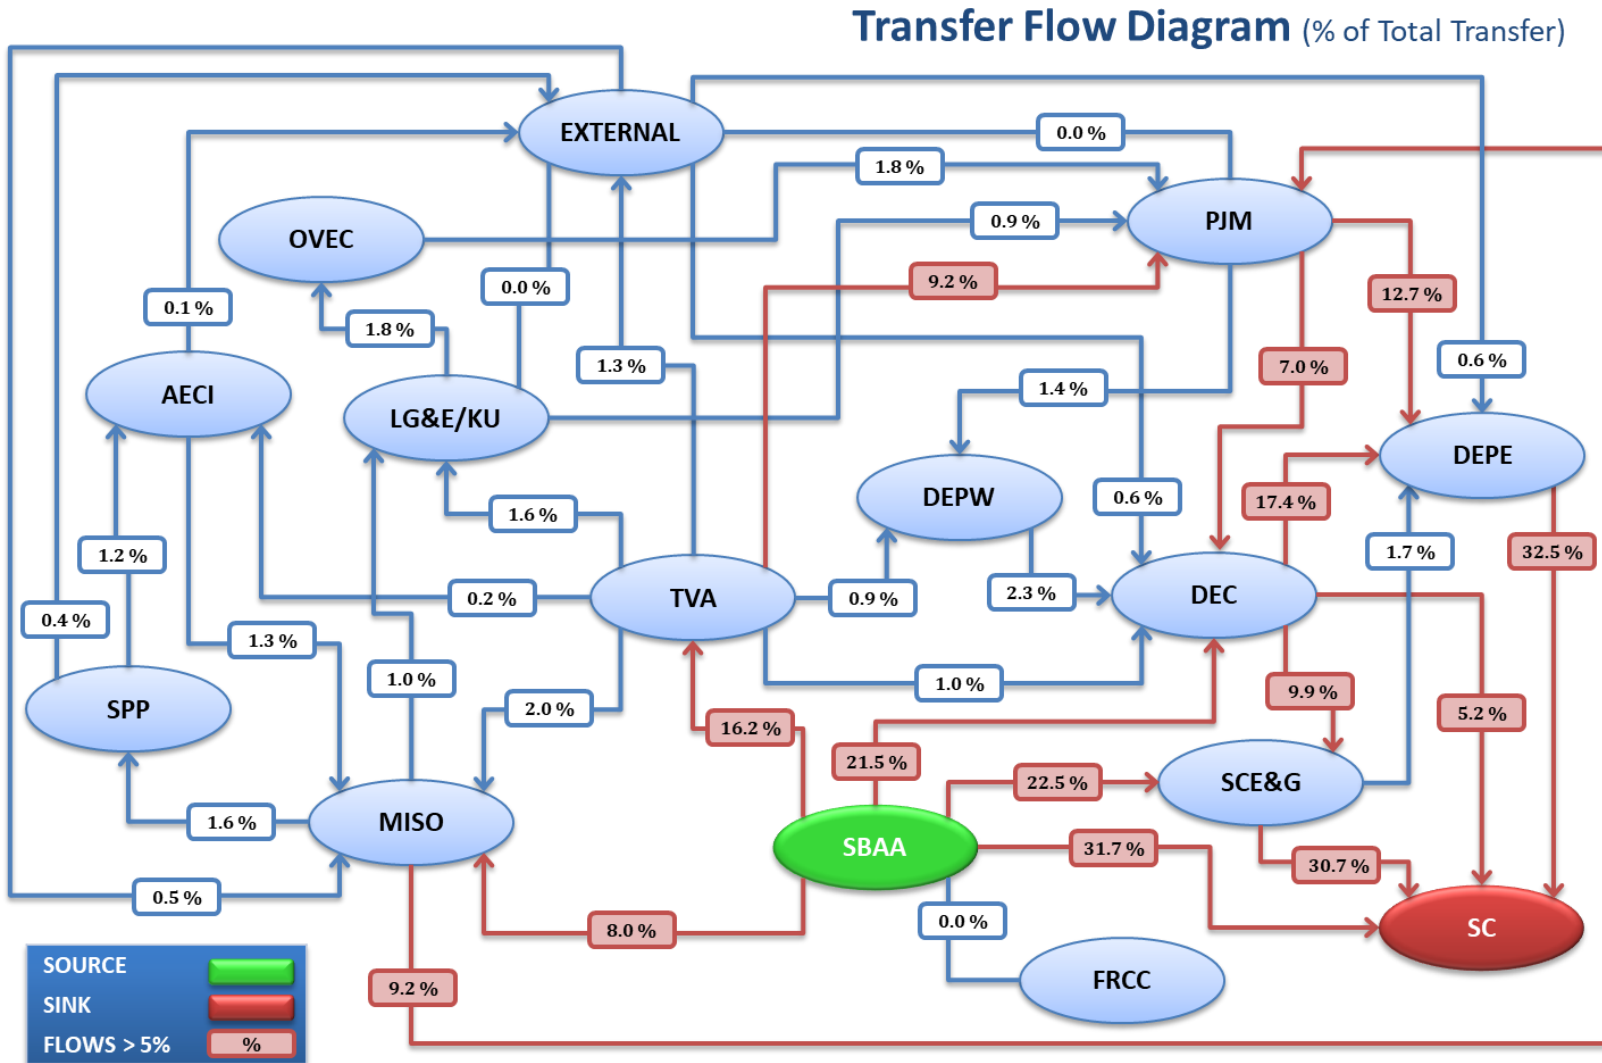 Transfer Flow Diagram (% of Total Transfer)
EXTERNAL
0.0 %
1.8 %
PJM
0.9 %
OVEC
9.2 %
0.0 %
12.7 %
0.1 %
1.8 %
1.3 %
7.0 %
0.6 %
1.4 %
AECI
LG&E/KU
DEPE
DEPW
0.6 %
17.4 %
1.6 %
1.7 %
32.5 %
1.2 %
0.2 %
TVA
0.9 %
2.3 %
DEC
0.4 %
1.3 %
1.0 %
1.0 %
9.9 %
SPP
2.0 %
16.2 %
5.2 %
21.5 %
22.5 %
SCE&G
1.6 %
MISO
SBAA
31.7 %
30.7 %
0.5 %
8.0 %
0.0 %
SC
SOURCE
SINK
9.2 %
FRCC
FLOWS > 5%
%